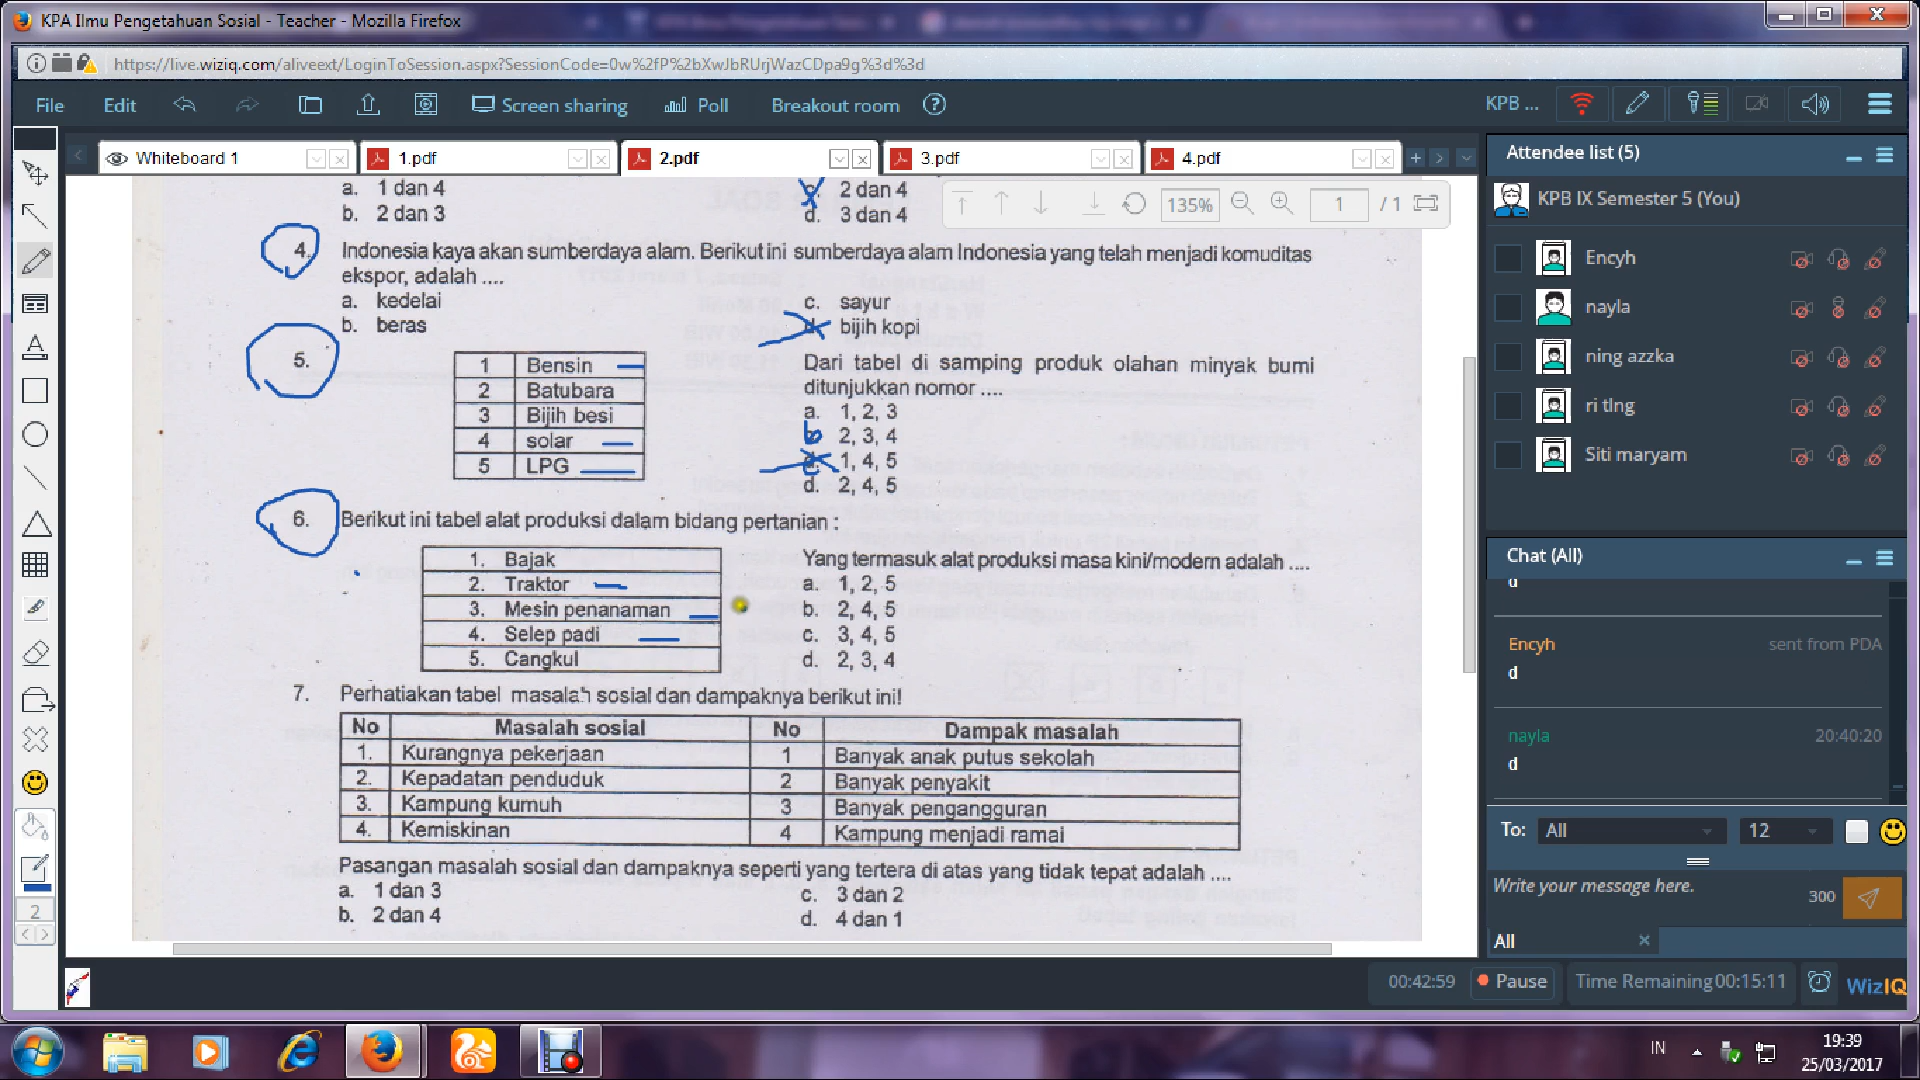 KPA Ilmu Pengetahuan Sosial - Teacher - Mozilla Firefox
https://live.wiziq.com/aliveext/LoginToSession.aspx?SessionCode=0w%2fP%2bXwJbRUrjWazCDpa9g%3d%3d
File Edit Screen sharing Poll Breakout room KPB ...
Whiteboard 1 1.pdf 2.pdf 3.pdf 4.pdf
135% 1 / 1
a. 1 dan 4 2 dan 4
b. 2 dan 3 d. 3 dan 4
4. Indonesia kaya akan sumberdaya alam. Berikut ini sumberdaya alam Indonesia yang telah menjadi komuditas
ekspor, adalah ....
a. kedelai c. sayur
b. beras d. bijih kopi
5.
1 Bensin
2 Batubara
3 Bijih besi
4 solar
5 LPG
Dari tabel di samping produk olahan minyak bumi
ditunjukkan nomor ....
a. 1, 2, 3
b 2, 3, 4
1, 4, 5
d. 2, 4, 5
6. Berikut ini tabel alat produksi dalam bidang pertanian :
1. Bajak
2. Traktor
3. Mesin penanaman
4. Selep padi
5. Cangkul
Yang termasuk alat produksi masa kini/modern adalah ....
a. 1, 2, 5
b. 2, 4, 5
c. 3, 4, 5
d. 2, 3, 4
7. Perhatiakan tabel masalah sosial dan dampaknya berikut ini!
No Masalah sosial No Dampak masalah
1. Kurangnya pekerjaan 1 Banyak anak putus sekolah
2. Kepadatan penduduk 2 Banyak penyakit
3. Kampung kumuh 3 Banyak pengangguran
4. Kemiskinan 4 Kampung menjadi ramai
Pasangan masalah sosial dan dampaknya seperti yang tertera di atas yang tidak tepat adalah ....
a. 1 dan 3 c. 3 dan 2
b. 2 dan 4 d. 4 dan 1
2
Attendee list (5)
KPB IX Semester 5 (You)
Encyh
nayla
ning azzka
ri tIng
Siti maryam
Chat (All)
d
Encyh sent from PDA
d
nayla 20:40:20
d
To: All 12
Write your message here. 300
All
00:42:59 Pause Time Remaining 00:15:11 WizIQ
IN 19:39
25/03/2017